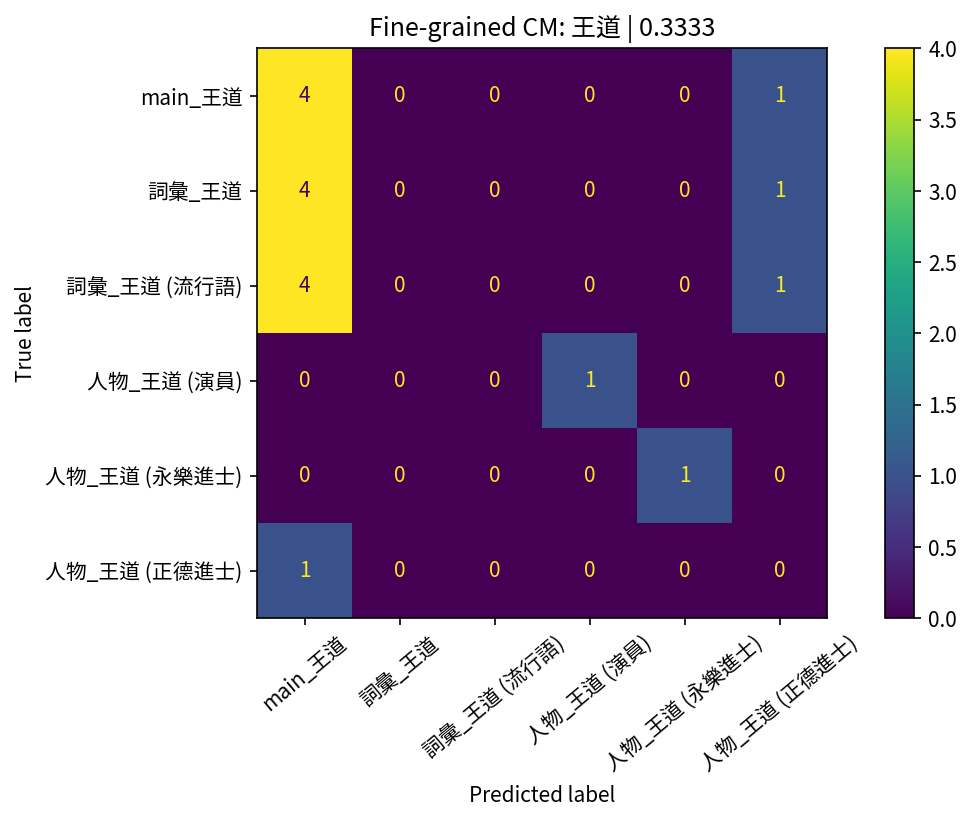 Fine-grained CM: 王道 | 0.3333
main_王道 4 0 0 0 0 1
詞彙_王道 4 0 0 0 0 1
詞彙_王道 (流行語) 4 0 0 0 0 1
人物_王道 (演員) 0 0 0 1 0 0
人物_王道 (永樂進士) 0 0 0 0 1 0
人物_王道 (正德進士) 1 0 0 0 0 0
True label
main_王道
詞彙_王道
詞彙_王道 (流行語)
人物_王道 (演員)
人物_王道 (永樂進士)
人物_王道 (正德進士)
Predicted label
4.0
3.5
3.0
2.5
2.0
1.5
1.0
0.5
0.0